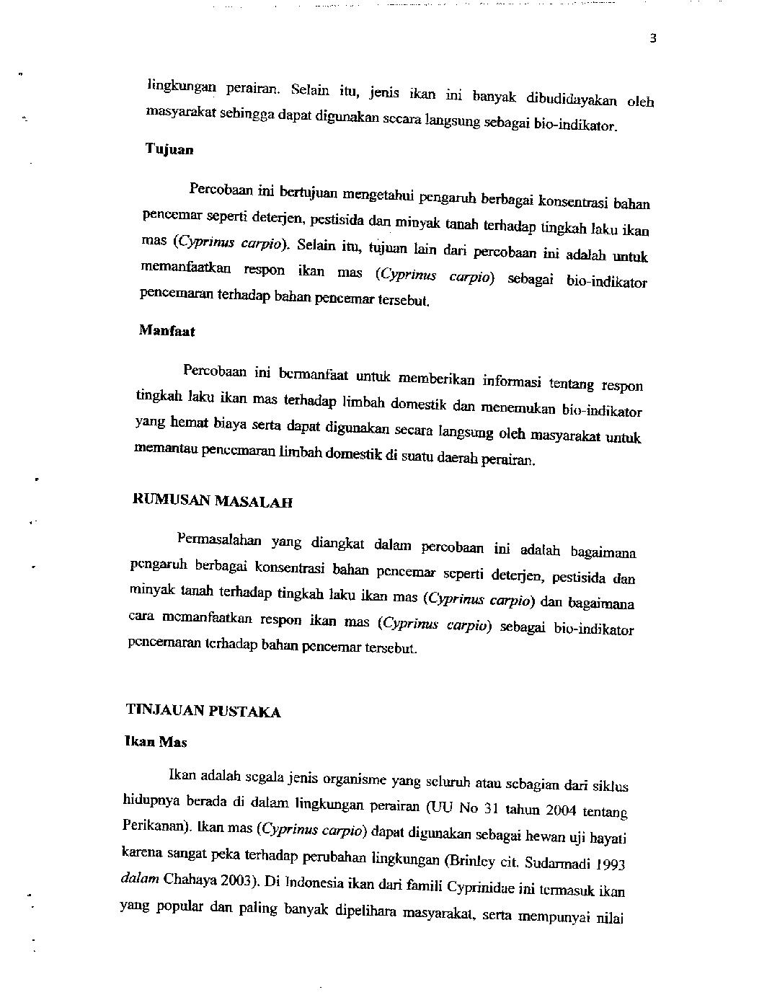 3
lingkungan perairan. Selain itu, jenis ikan ini banyak dibudidayakan oleh
masyarakat sehingga dapat digunakan secara langsung sebagai bio-indikator.
Tujuan
Percobaan ini bertujuan mengetahui pengaruh berbagai konsentrasi bahan
pencemar seperti deterjen, pestisida dan minyak tanah terhadap tingkah laku ikan
mas (Cyprinus carpio). Selain itu, tujuan lain dari percobaan ini adalah untuk
memanfaatkan respon ikan mas (Cyprinus carpio) sebagai bio-indikator
pencemaran terhadap bahan pencemar tersebut.
Manfaat
Percobaan ini bermanfaat untuk memberikan informasi tentang respon
tingkah laku ikan mas terhadap limbah domestik dan menemukan bio-indikator
yang hemat biaya serta dapat digunakan secara langsung oleh masyarakat untuk
memantau pencemaran limbah domestik di suatu daerah perairan.
RUMUSAN MASALAH
Permasalahan yang diangkat dalam percobaan ini adalah bagaimana
pengaruh berbagai konsentrasi bahan pencemar seperti deterjen, pestisida dan
minyak tanah terhadap tingkah laku ikan mas (Cyprinus carpio) dan bagaimana
cara memanfaatkan respon ikan mas (Cyprinus carpio) sebagai bio-indikator
pencemaran terhadap bahan pencemar tersebut.
TINJAUAN PUSTAKA
Ikan Mas
Ikan adalah segala jenis organisme yang seluruh atau sebagian dari siklus
hidupnya berada di dalam lingkungan perairan (UU No 31 tahun 2004 tentang
Perikanan). Ikan mas (Cyprinus carpio) dapat digunakan sebagai hewan uji hayati
karena sangat peka terhadap perubahan lingkungan (Brinley cit. Sudarmadi 1993
dalam Chahaya 2003). Di Indonesia ikan dari famili Cyprinidae ini termasuk ikan
yang popular dan paling banyak dipelihara masyarakat, serta mempunyai nilai